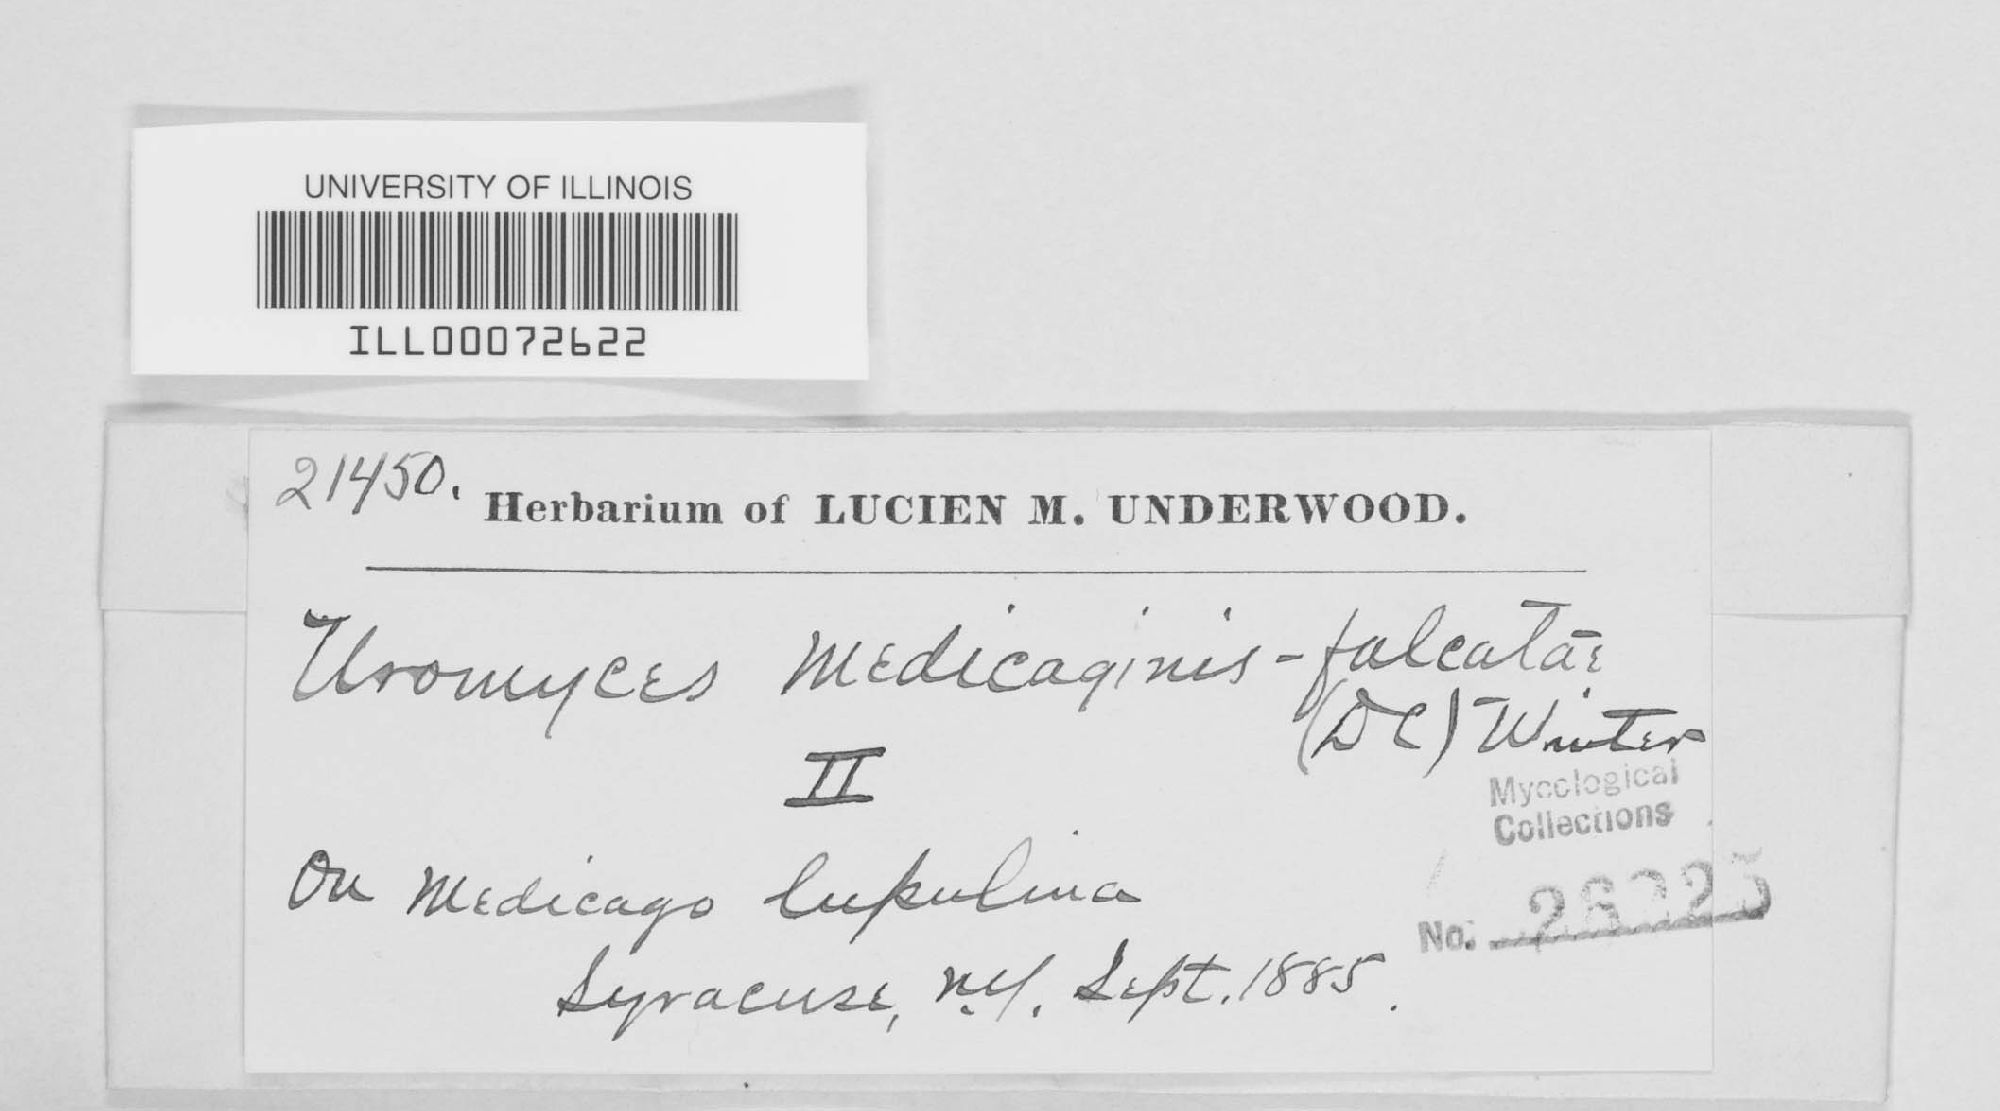 UNIVERSITY OF ILLINOIS
ILL00072622
21450.
Herbarium of LUCIEN M. UNDERWOOD.
Uromyces Medicaginis-falcatae
(DC) Winter
II
On Medicago lupulina
Syracuse, N.Y. Sept. 1885.
Mycological
Collections
No.